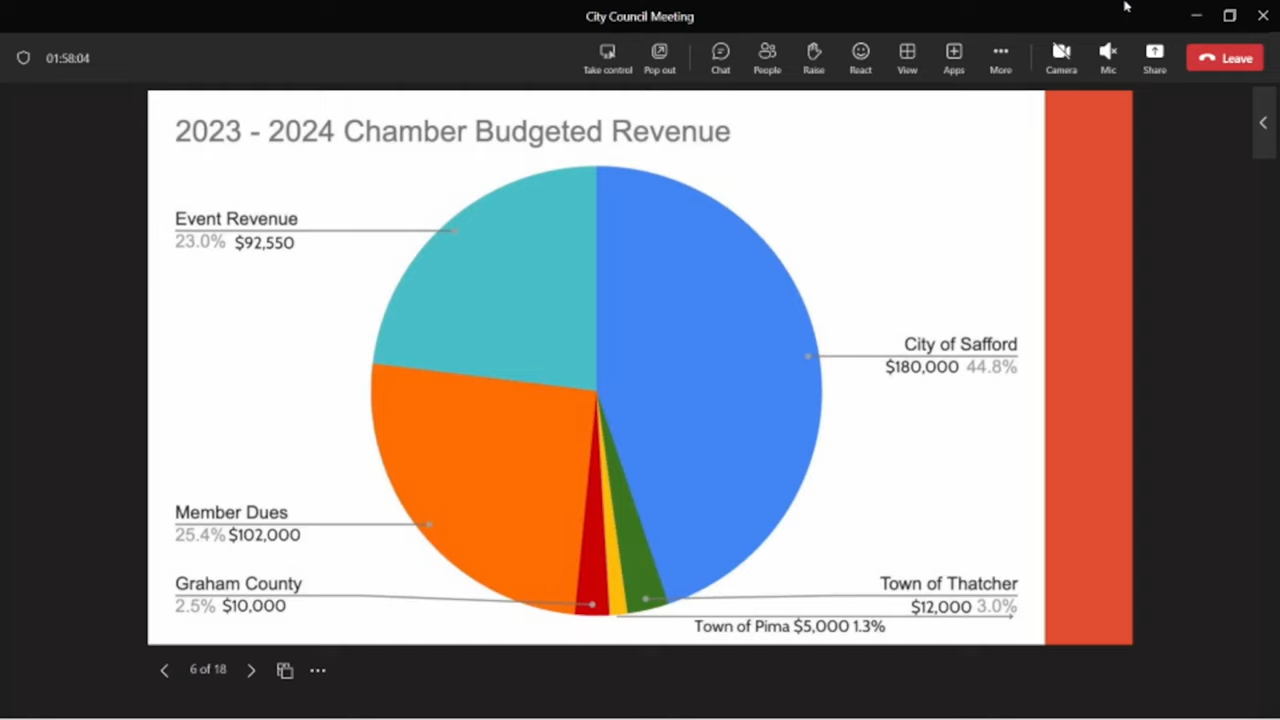 City Council Meeting
01:58:04
Take control Pop out Chat People Raise React View Apps More Camera Mic Share Leave
2023 - 2024 Chamber Budgeted Revenue
Event Revenue
23.0% $92,550
City of Safford
$180,000 44.8%
Member Dues
25.4% $102,000
Graham County
2.5% $10,000
Town of Thatcher
$12,000 3.0%
Town of Pima $5,000 1.3%
6 of 18